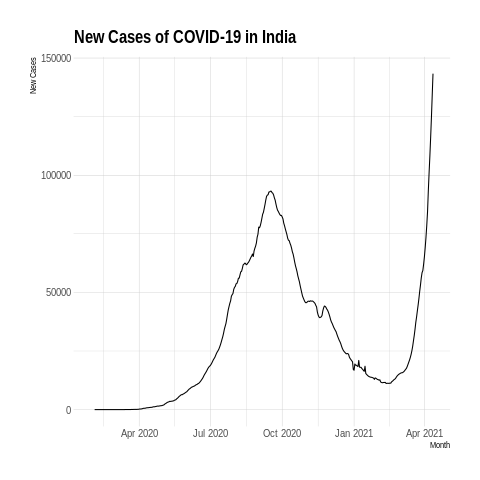 New Cases of COVID-19 in India
New Cases
150000
100000
50000
0
Apr 2020
Jul 2020
Oct 2020
Jan 2021
Apr 2021
Month